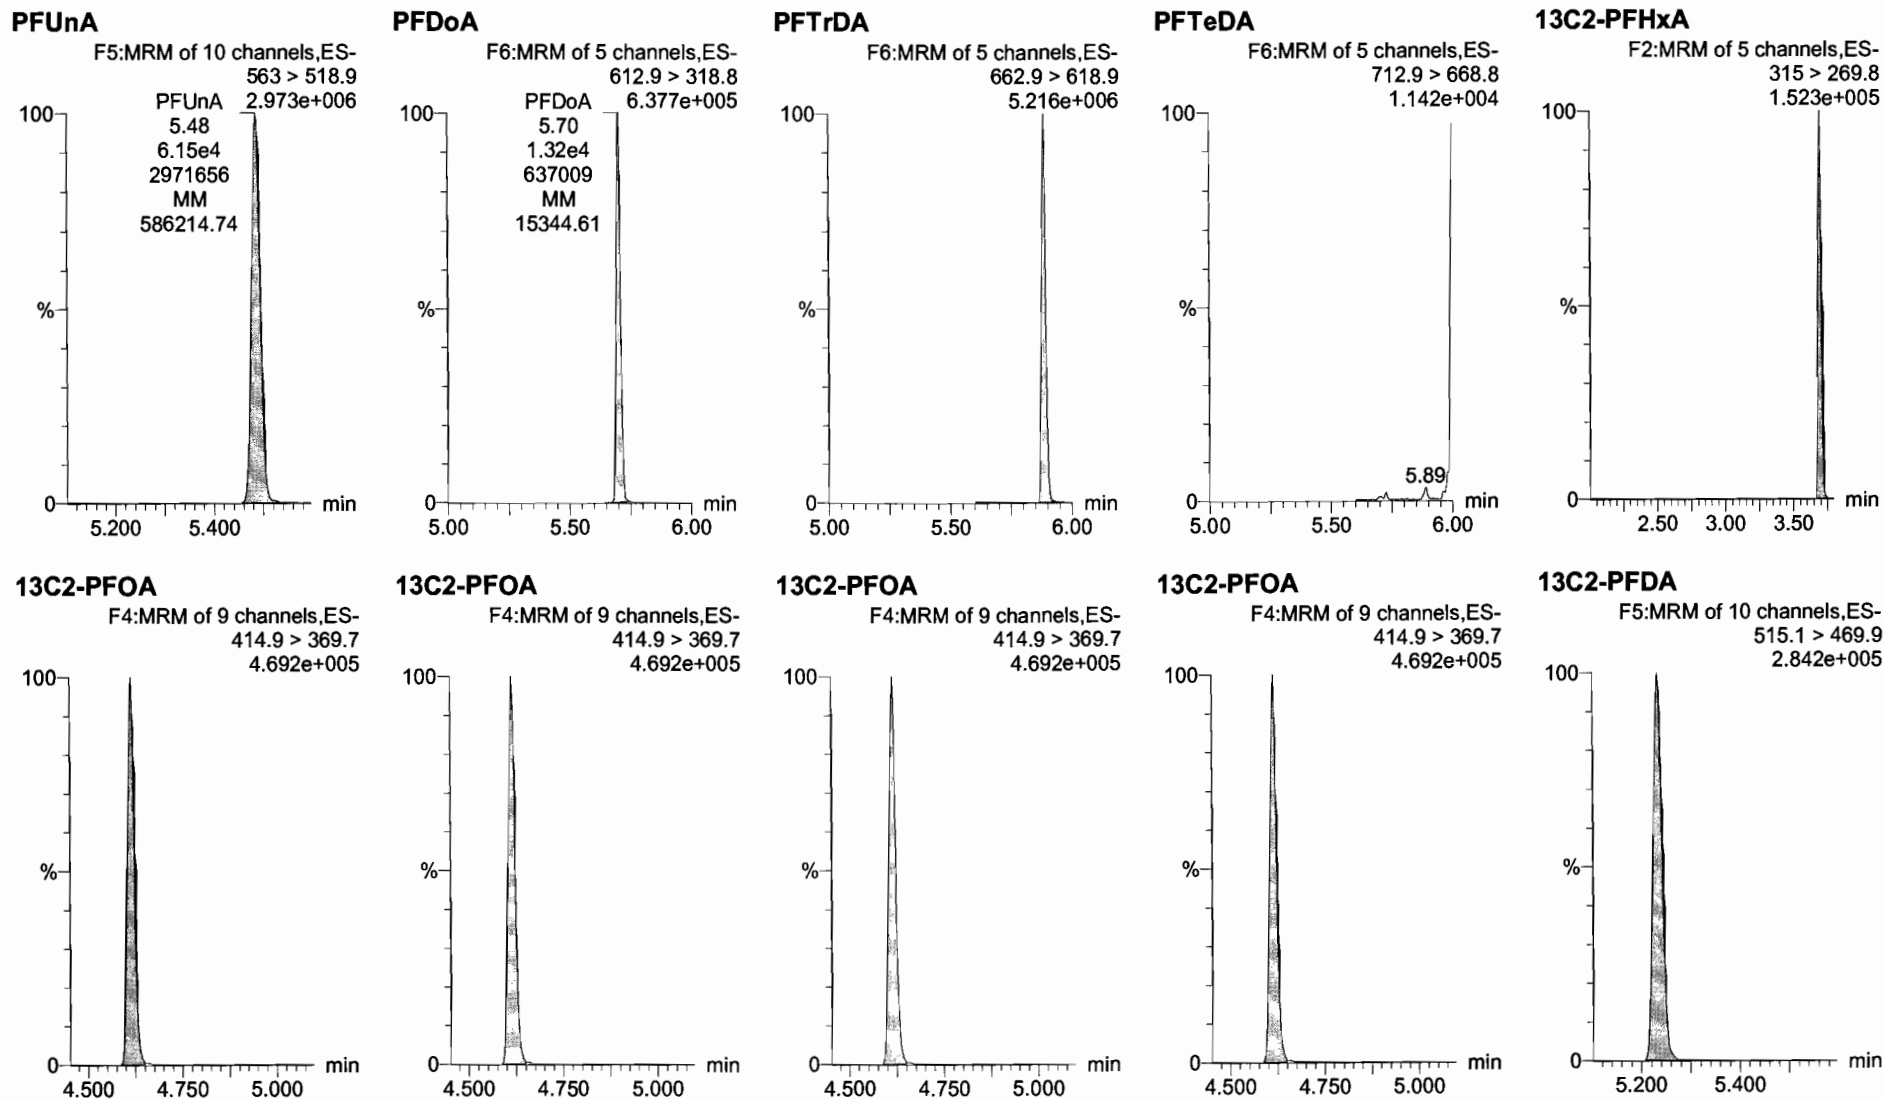 PFUnA
F5:MRM of 10 channels,ES-
563 > 518.9
PFUnA 2.973e+006
5.48
6.15e4
2971656
MM
586214.74
100
%
0
min
5.200 5.400
PFDoA
F6:MRM of 5 channels,ES-
612.9 > 318.8
PFDoA 6.377e+005
5.70
1.32e4
637009
MM
15344.61
100
%
0
min
5.00 5.50 6.00
PFTrDA
F6:MRM of 5 channels,ES-
662.9 > 618.9
5.216e+006
100
%
0
min
5.00 5.50 6.00
PFTeDA
F6:MRM of 5 channels,ES-
712.9 > 668.8
1.142e+004
100
%
5.89
0
min
5.00 5.50 6.00
13C2-PFHxA
F2:MRM of 5 channels,ES-
315 > 269.8
1.523e+005
100
%
0
min
2.50 3.00 3.50
13C2-PFOA
F4:MRM of 9 channels,ES-
414.9 > 369.7
4.692e+005
100
%
0
min
4.500 4.750 5.000
13C2-PFOA
F4:MRM of 9 channels,ES-
414.9 > 369.7
4.692e+005
100
%
0
min
4.500 4.750 5.000
13C2-PFOA
F4:MRM of 9 channels,ES-
414.9 > 369.7
4.692e+005
100
%
0
min
4.500 4.750 5.000
13C2-PFOA
F4:MRM of 9 channels,ES-
414.9 > 369.7
4.692e+005
100
%
0
min
4.500 4.750 5.000
13C2-PFDA
F5:MRM of 10 channels,ES-
515.1 > 469.9
2.842e+005
100
%
0
min
5.200 5.400